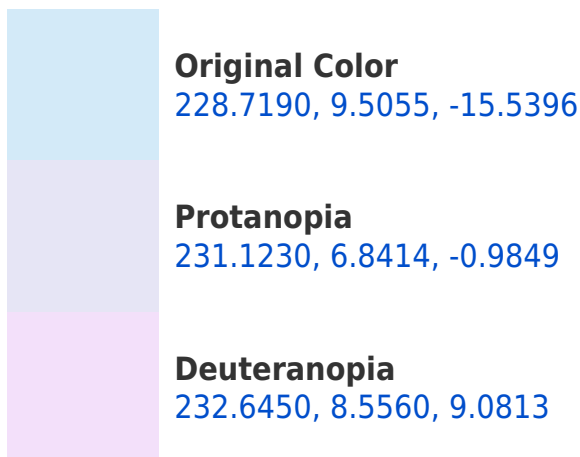 Original Color
228.7190, 9.5055, -15.5396
Protanopia
231.1230, 6.8414, -0.9849
Deuteranopia
232.6450, 8.5560, 9.0813